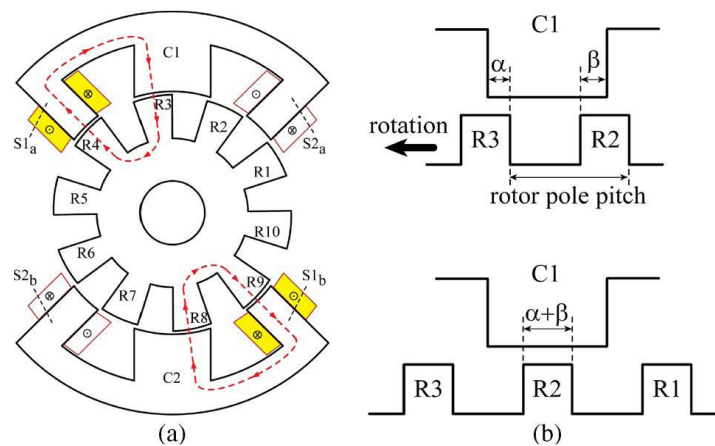 C1
S1a
S2a
R3
R2
R4
R1
R5
R10
R6
R9
S2b
S1b
R7
R8
C2
(a)
C1
α
β
rotation
R3
R2
rotor pole pitch
C1
α+β
R3
R2
R1
(b)